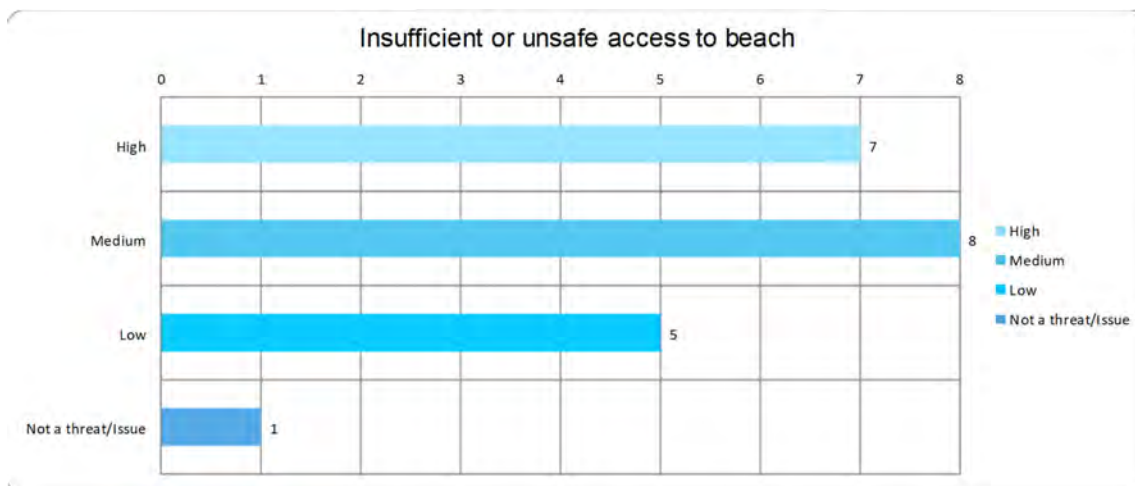 Insufficient or unsafe access to beach
0 1 2 3 4 5 6 7 8
High 7
Medium 8
Low 5
Not a threat/Issue 1
High
Medium
Low
Not a threat/Issue